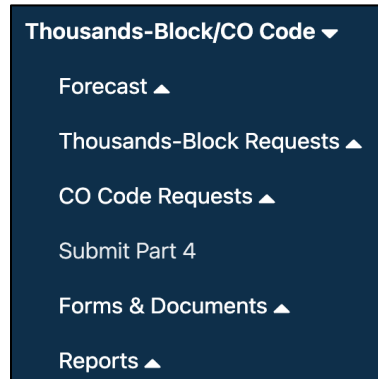 Thousands-Block/CO Code
Forecast
Thousands-Block Requests
CO Code Requests
Submit Part 4
Forms & Documents
Reports